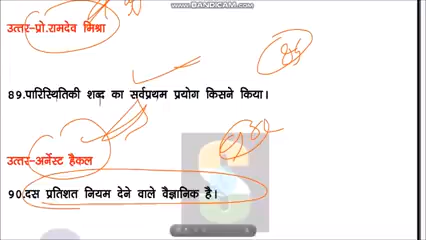 WWW.BANDICAM.COM
उत्तर-प्रो.रामदेव मिश्रा
89.पारिस्थितिकी शब्द का सर्वप्रथम प्रयोग किसने किया।
उत्तर-अर्नेस्ट हैकल
90.दस प्रतिशत नियम देने वाले वैज्ञानिक है।